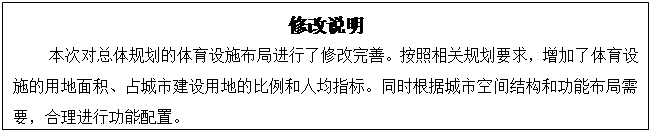 修改说明
本次对总体规划的体育设施布局进行了修改完善。按照相关规划要求，增加了体育设
施的用地面积、占城市建设用地的比例和人均指标。同时根据城市空间结构和功能布局需
要，合理进行功能配置。